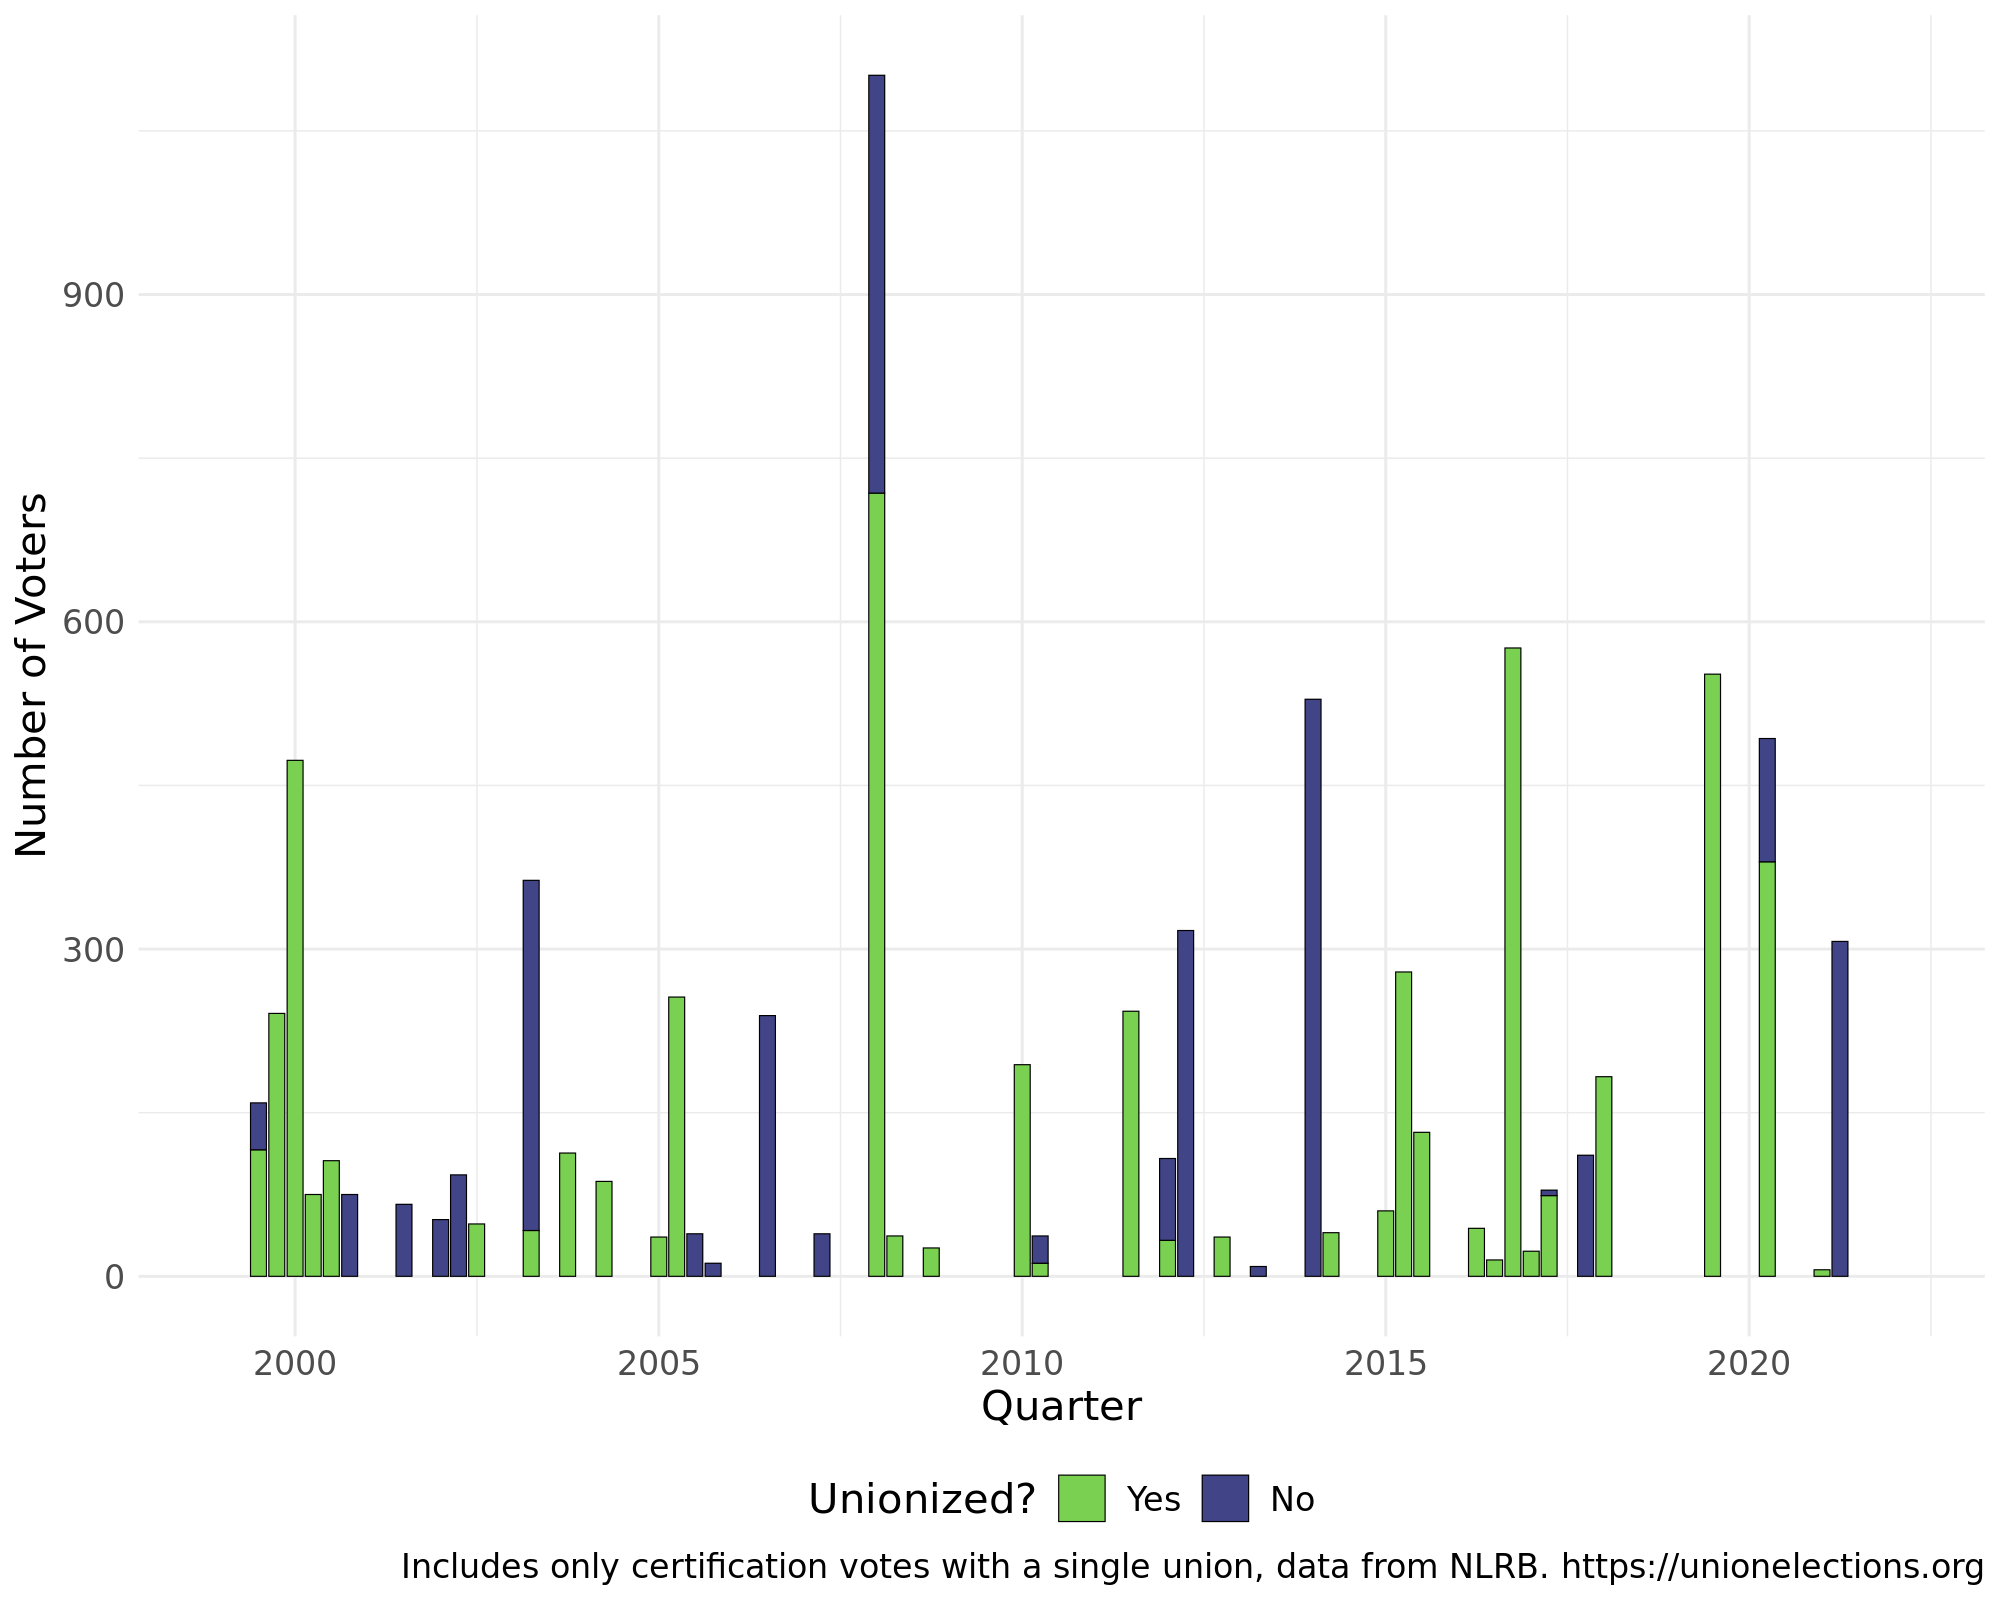 Number of Voters
900
600
300
0
2000 2005 2010 2015 2020
Quarter
Unionized? Yes No
Includes only certification votes with a single union, data from NLRB. https://unionelections.org